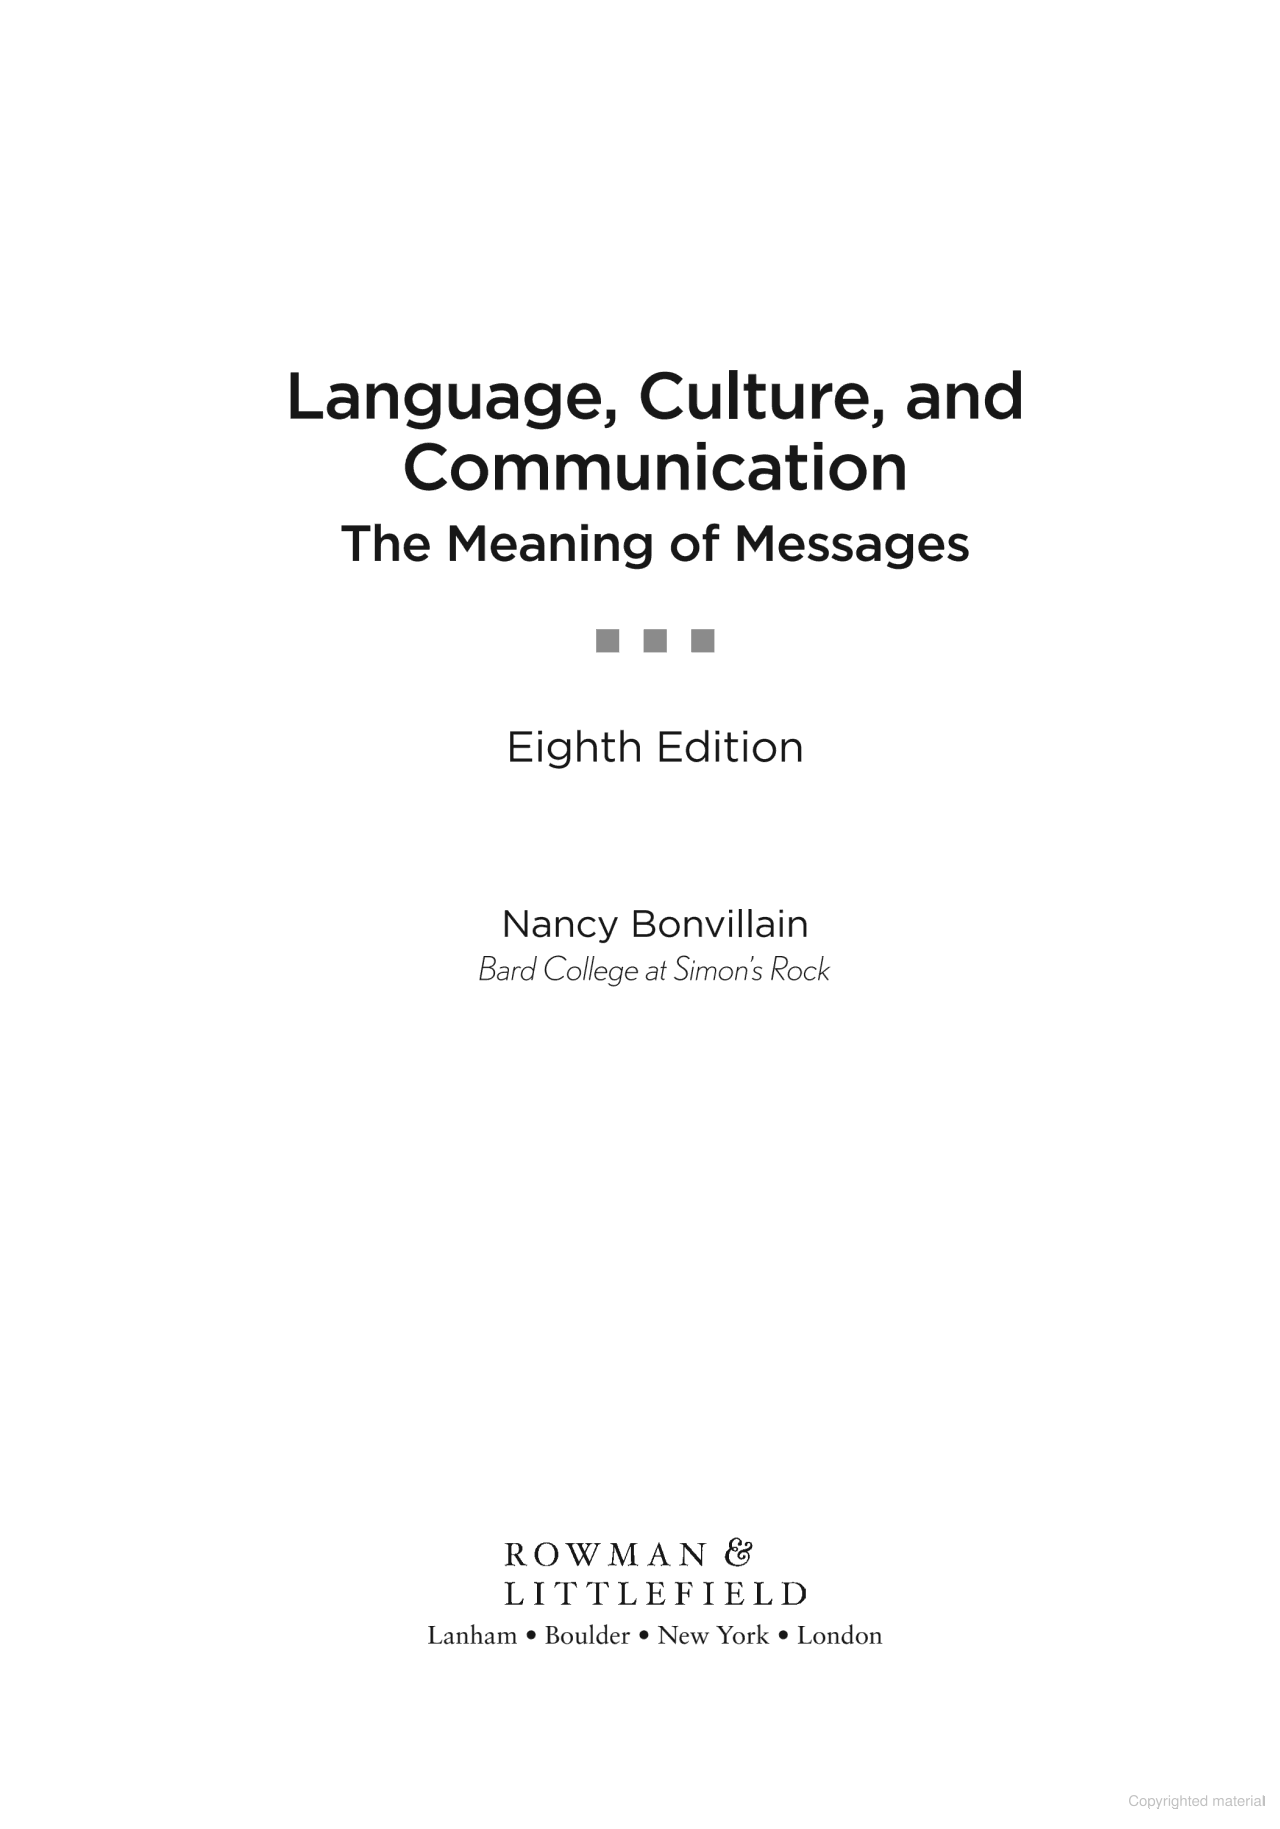 Language, Culture, and
Communication
The Meaning of Messages
Eighth Edition
Nancy Bonvillain
Bard College at Simon's Rock
ROWMAN &
LITTLEFIELD
Lanham • Boulder • New York • London
Copyrighted material